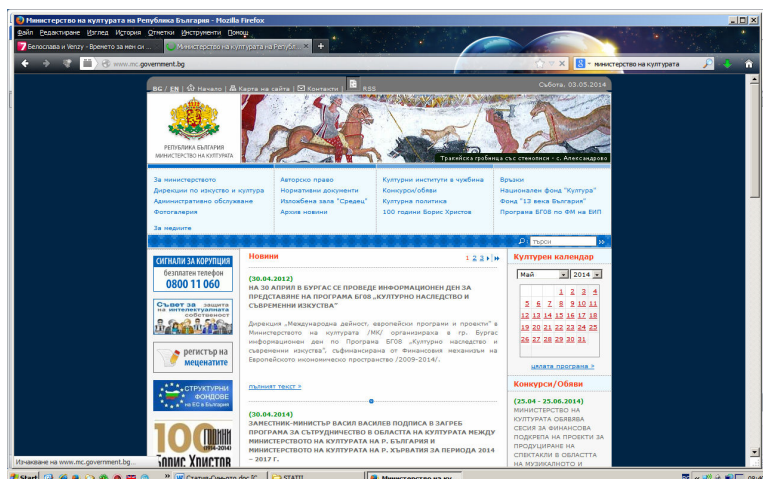 Министерство на културата на Република България - Mozilla Firefox
Файл Редактиране Изглед История Отметки Инструменти Помощ
Белослава и Venzy - Времето за мен си ...
Министерство на културата на Републ...
www.mc.government.bg
министерство на културата
BG / EN | Начало | Карта на сайта | Контакти | RSS
Събота, 03.05.2014
РЕПУБЛИКА БЪЛГАРИЯ
МИНИСТЕРСТВО НА КУЛТУРАТА
Тракийска гробница със стенописи - с. Александрово
За министерството
Дирекции по изкуство и култура
Административно обслужване
Фотогалерия
За медиите
Авторско право
Нормативни документи
Изложбена зала "Средец"
Архив новини
Културни институти в чужбина
Конкурси/обяви
Културна политика
100 години Борис Христов
Връзки
Национален фонд "Култура"
Фонд "13 века България"
Програма БГ08 по ФМ на ЕИП
търси
СИГНАЛИ ЗА КОРУПЦИЯ
безплатен телефон
0800 11 060
Съвет за защита
на интелектуалната
собственост
регистър на
меценатите
СТРУКТУРНИ
ФОНДОВЕ
на ЕС в България
100 ГОДИНИ
(1914-2014)
БОРИС ХРИСТОВ
Новини
1 2 3
(30.04.2012)
НА 30 АПРИЛ В БУРГАС СЕ ПРОВЕДЕ ИНФОРМАЦИОНЕН ДЕН ЗА
ПРЕДСТАВЯНЕ НА ПРОГРАМА БГ08 „КУЛТУРНО НАСЛЕДСТВО И
СЪВРЕМЕННИ ИЗКУСТВА"
Дирекция „Международна дейност, европейски програми и проекти" в
Министерството на културата /МК/ организираха в гр. Бургас
информационен ден по Програма БГ08 „Културно наследство и
съвременни изкуства", съфинансирана от Финансовия механизъм на
Европейското икономическо пространство /2009-2014/.
пълният текст »
(30.04.2014)
ЗАМЕСТНИК-МИНИСТЪР ВАСИЛ ВАСИЛЕВ ПОДПИСА В ЗАГРЕБ
ПРОГРАМА ЗА СЪТРУДНИЧЕСТВО В ОБЛАСТТА НА КУЛТУРАТА МЕЖДУ
МИНИСТЕРСТВОТО НА КУЛТУРАТА НА Р. БЪЛГАРИЯ И
МИНИСТЕРСТВОТО НА КУЛТУРАТА НА Р. ХЪРВАТИЯ ЗА ПЕРИОДА 2014
– 2017 Г.
Културен календар
Май 2014
1 2 3 4
5 6 7 8 9 10 11
12 13 14 15 16 17 18
19 20 21 22 23 24 25
26 27 28 29 30 31
цялата програма »
Конкурси/Обяви
(25.04 - 25.06.2014)
МИНИСТЕРСТВО НА
КУЛТУРАТА ОБЯВЯВА
СЕСИЯ ЗА ФИНАНСОВА
ПОДКРЕПА НА ПРОЕКТИ ЗА
ПРОДУЦИРАНЕ НА
СПЕКТАКЛИ В ОБЛАСТТА
НА МУЗИКАЛНОТО И
Изчакване на www.mc.government.bg...
Start
STATII
Министерство на ку...